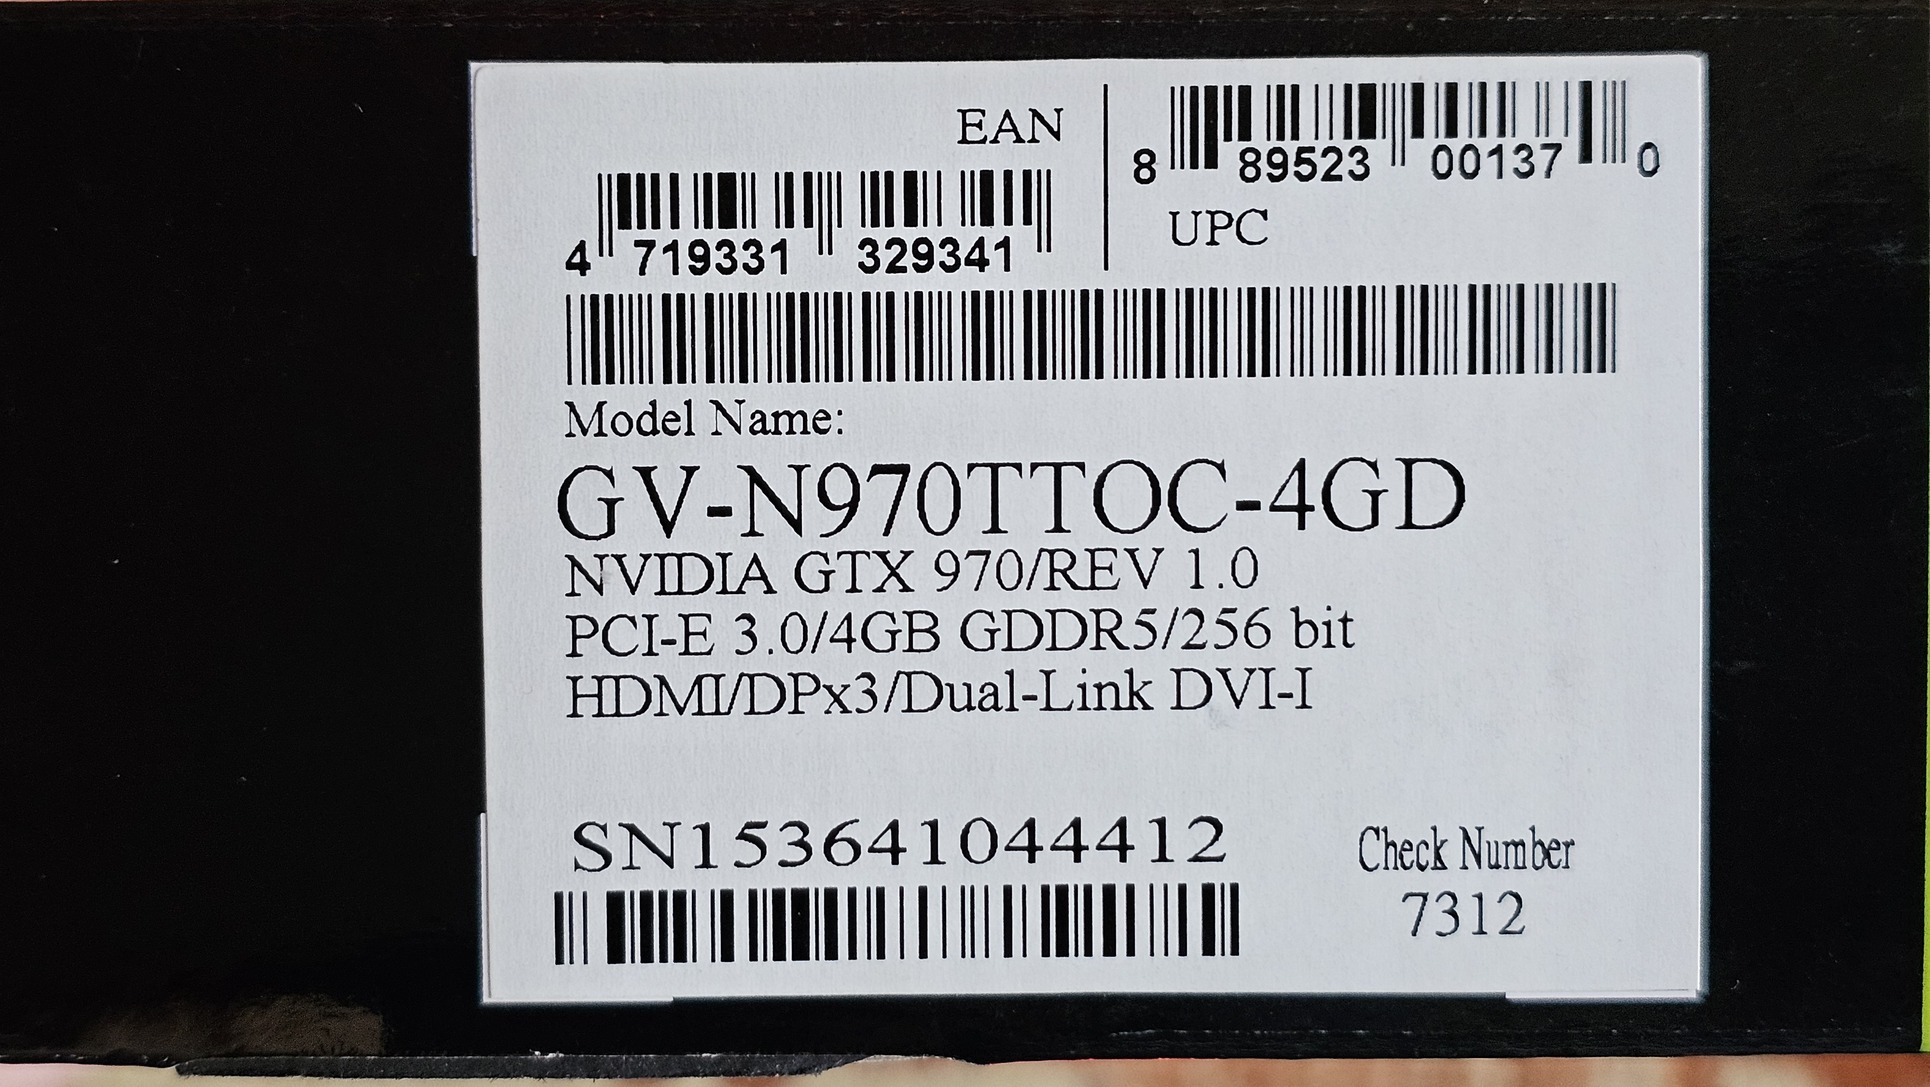 EAN
4 719331 329341
8 89523 00137 0
UPC
Model Name:
GV-N970TTOC-4GD
NVIDIA GTX 970/REV 1.0
PCI-E 3.0/4GB GDDR5/256 bit
HDMI/DPx3/Dual-Link DVI-I
SN153641044412
Check Number
7312